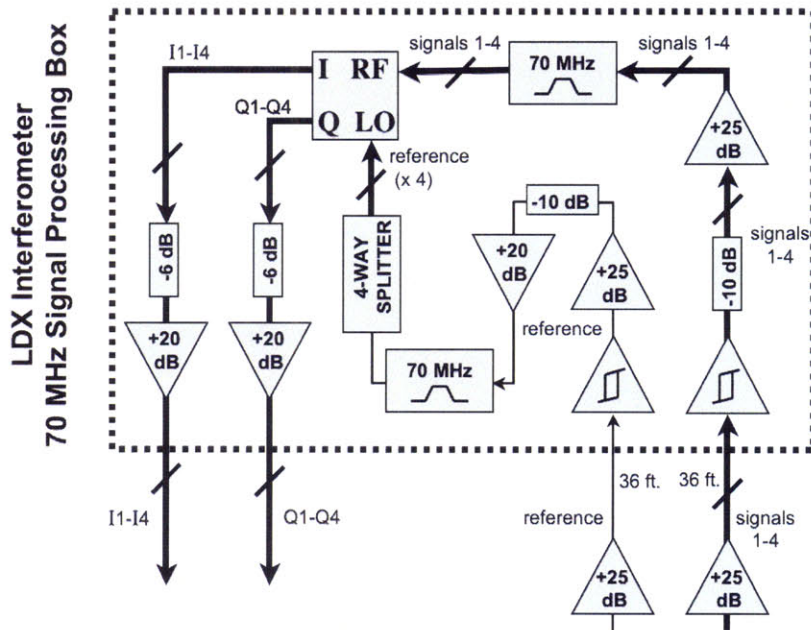 LDX Interferometer
70 MHz Signal Processing Box
I1-I4
Q1-Q4
I RF
Q LO
signals 1-4
70 MHz
signals 1-4
+25
dB
reference
(x 4)
-10 dB
+20
dB
+25
dB
signals
1-4
-10 dB
-6 dB
-6 dB
4-WAY
SPLITTER
reference
+20
dB
+20
dB
70 MHz
36 ft.
36 ft.
I1-I4
Q1-Q4
reference
signals
1-4
+25
dB
+25
dB